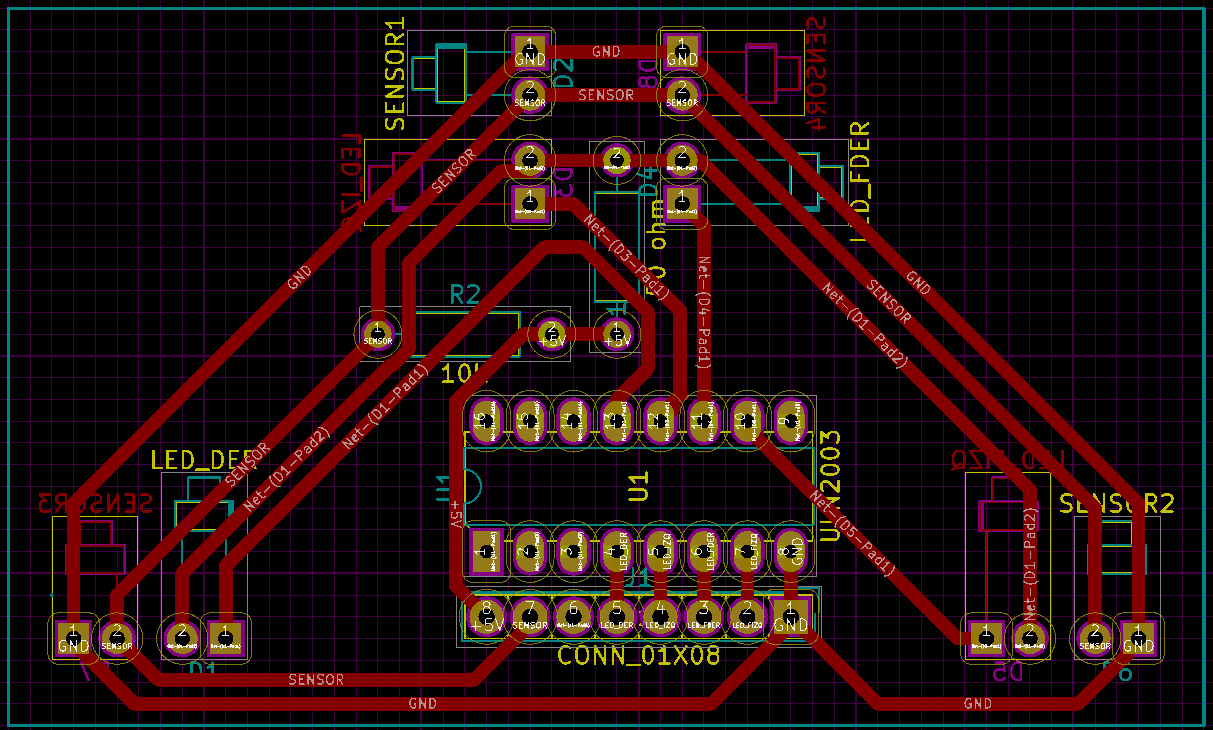 SENSOR1
1
GND
D2
GND
1
GND
D8
SENSOR4
2
SENSOR
SENSOR
2
SENSOR
LED_IZQ
2
D3
2
2
D4
LED_FDER
SENSOR
1
1
Net-(D3-Pad1)
ohm
GND
Net-(D4-Pad1)
GND
SENSOR
Net-(D1-Pad2)
R2
1
SENSOR
2
+5V
1
+5V
10K
Net-(D1-Pad1)
16
15
14
13
12
11
10
9
LED_DER
SENSOR
Net-(D1-Pad2)
U1
U1
ULN2003
+5V
Net-(D5-Pad1)
LED_FIZQ
SENSOR3
SENSOR2
Net-(D1-Pad2)
1
2
3
4
LED_DER
5
LED_IZQ
6
LED_FDER
7
LED_FIZQ
8
GND
J1
8
+5V
7
SENSOR
6
5
LED_DER
4
LED_IZQ
3
LED_FDER
2
LED_FIZQ
1
GND
1
GND
2
SENSOR
2
1
1
2
2
SENSOR
1
GND
CONN_01X08
D1
D5
D6
SENSOR
GND
GND